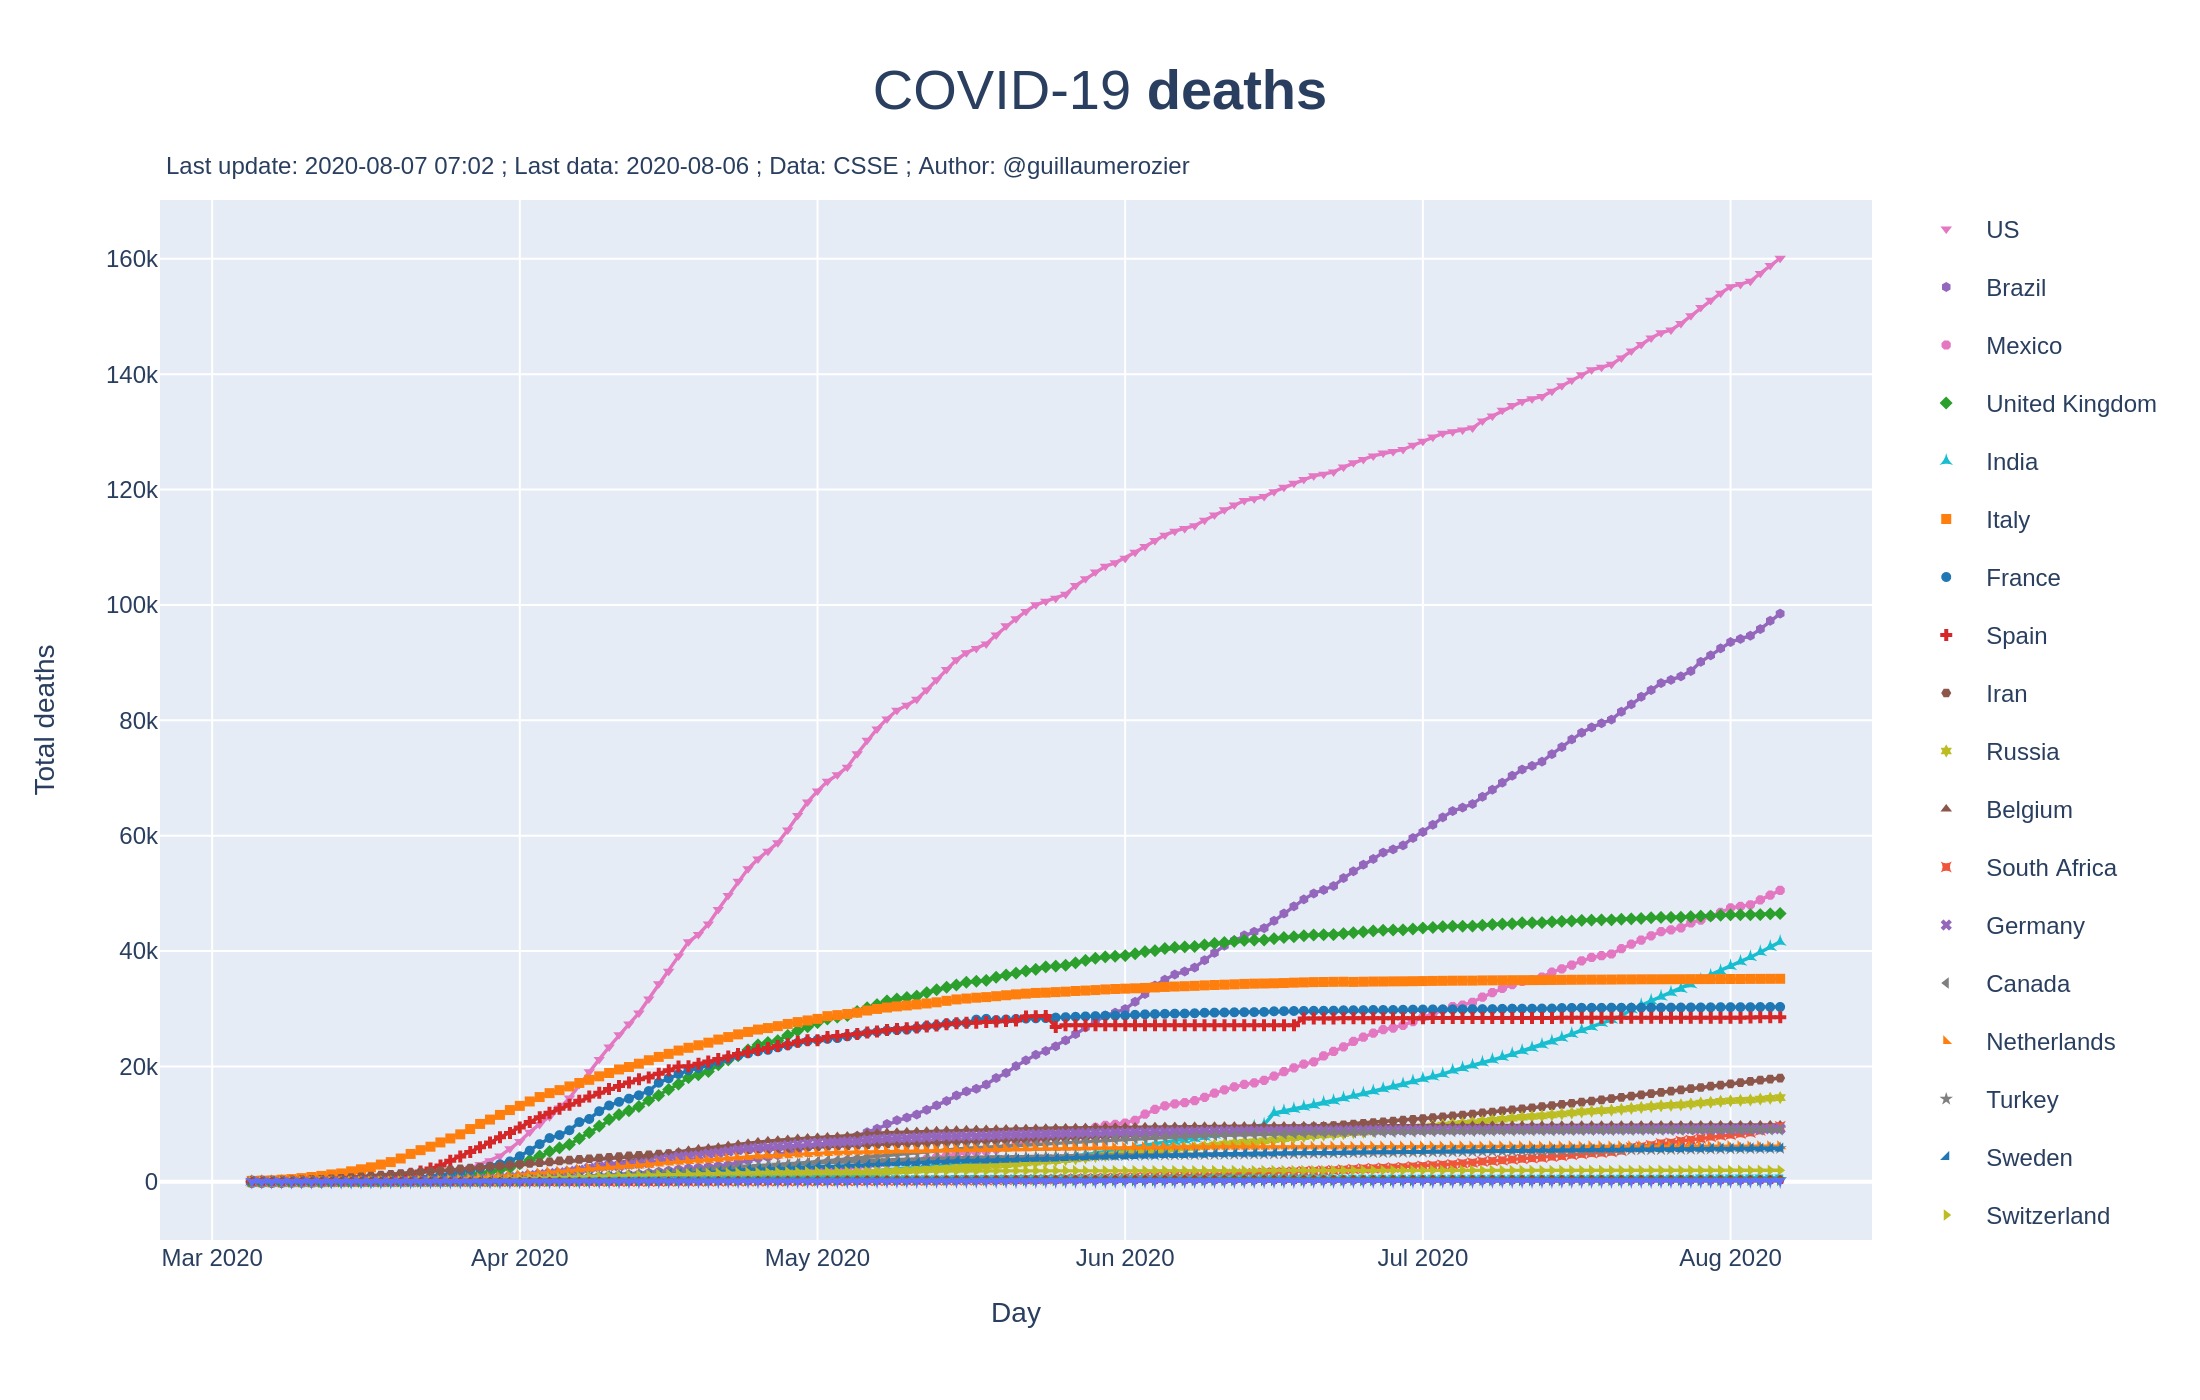 COVID-19 deaths
Last update: 2020-08-07 07:02 ; Last data: 2020-08-06 ; Data: CSSE ; Author: @guillaumerozier
Total deaths
160k
140k
120k
100k
80k
60k
40k
20k
0
Mar 2020
Apr 2020
May 2020
Jun 2020
Jul 2020
Aug 2020
Day
US
Brazil
Mexico
United Kingdom
India
Italy
France
Spain
Iran
Russia
Belgium
South Africa
Germany
Canada
Netherlands
Turkey
Sweden
Switzerland